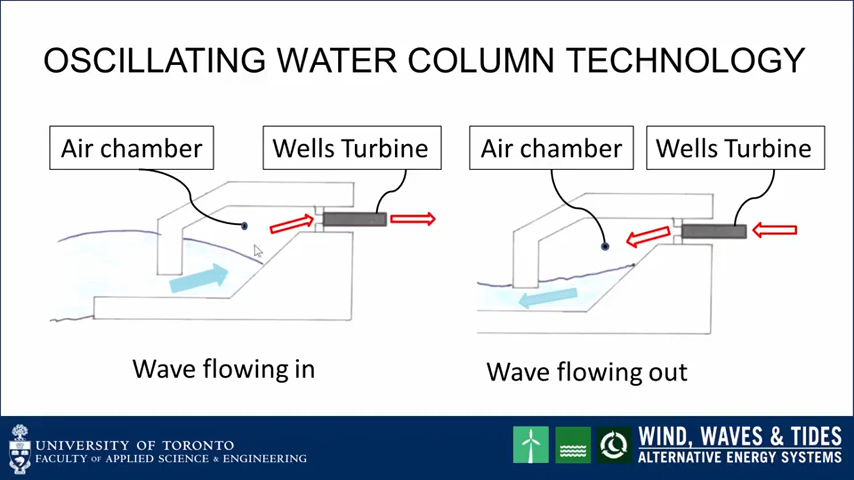 OSCILLATING WATER COLUMN TECHNOLOGY
Air chamber
Wells Turbine
Air chamber
Wells Turbine
Wave flowing in
Wave flowing out
UNIVERSITY OF TORONTO
FACULTY OF APPLIED SCIENCE & ENGINEERING
WIND, WAVES & TIDES
ALTERNATIVE ENERGY SYSTEMS